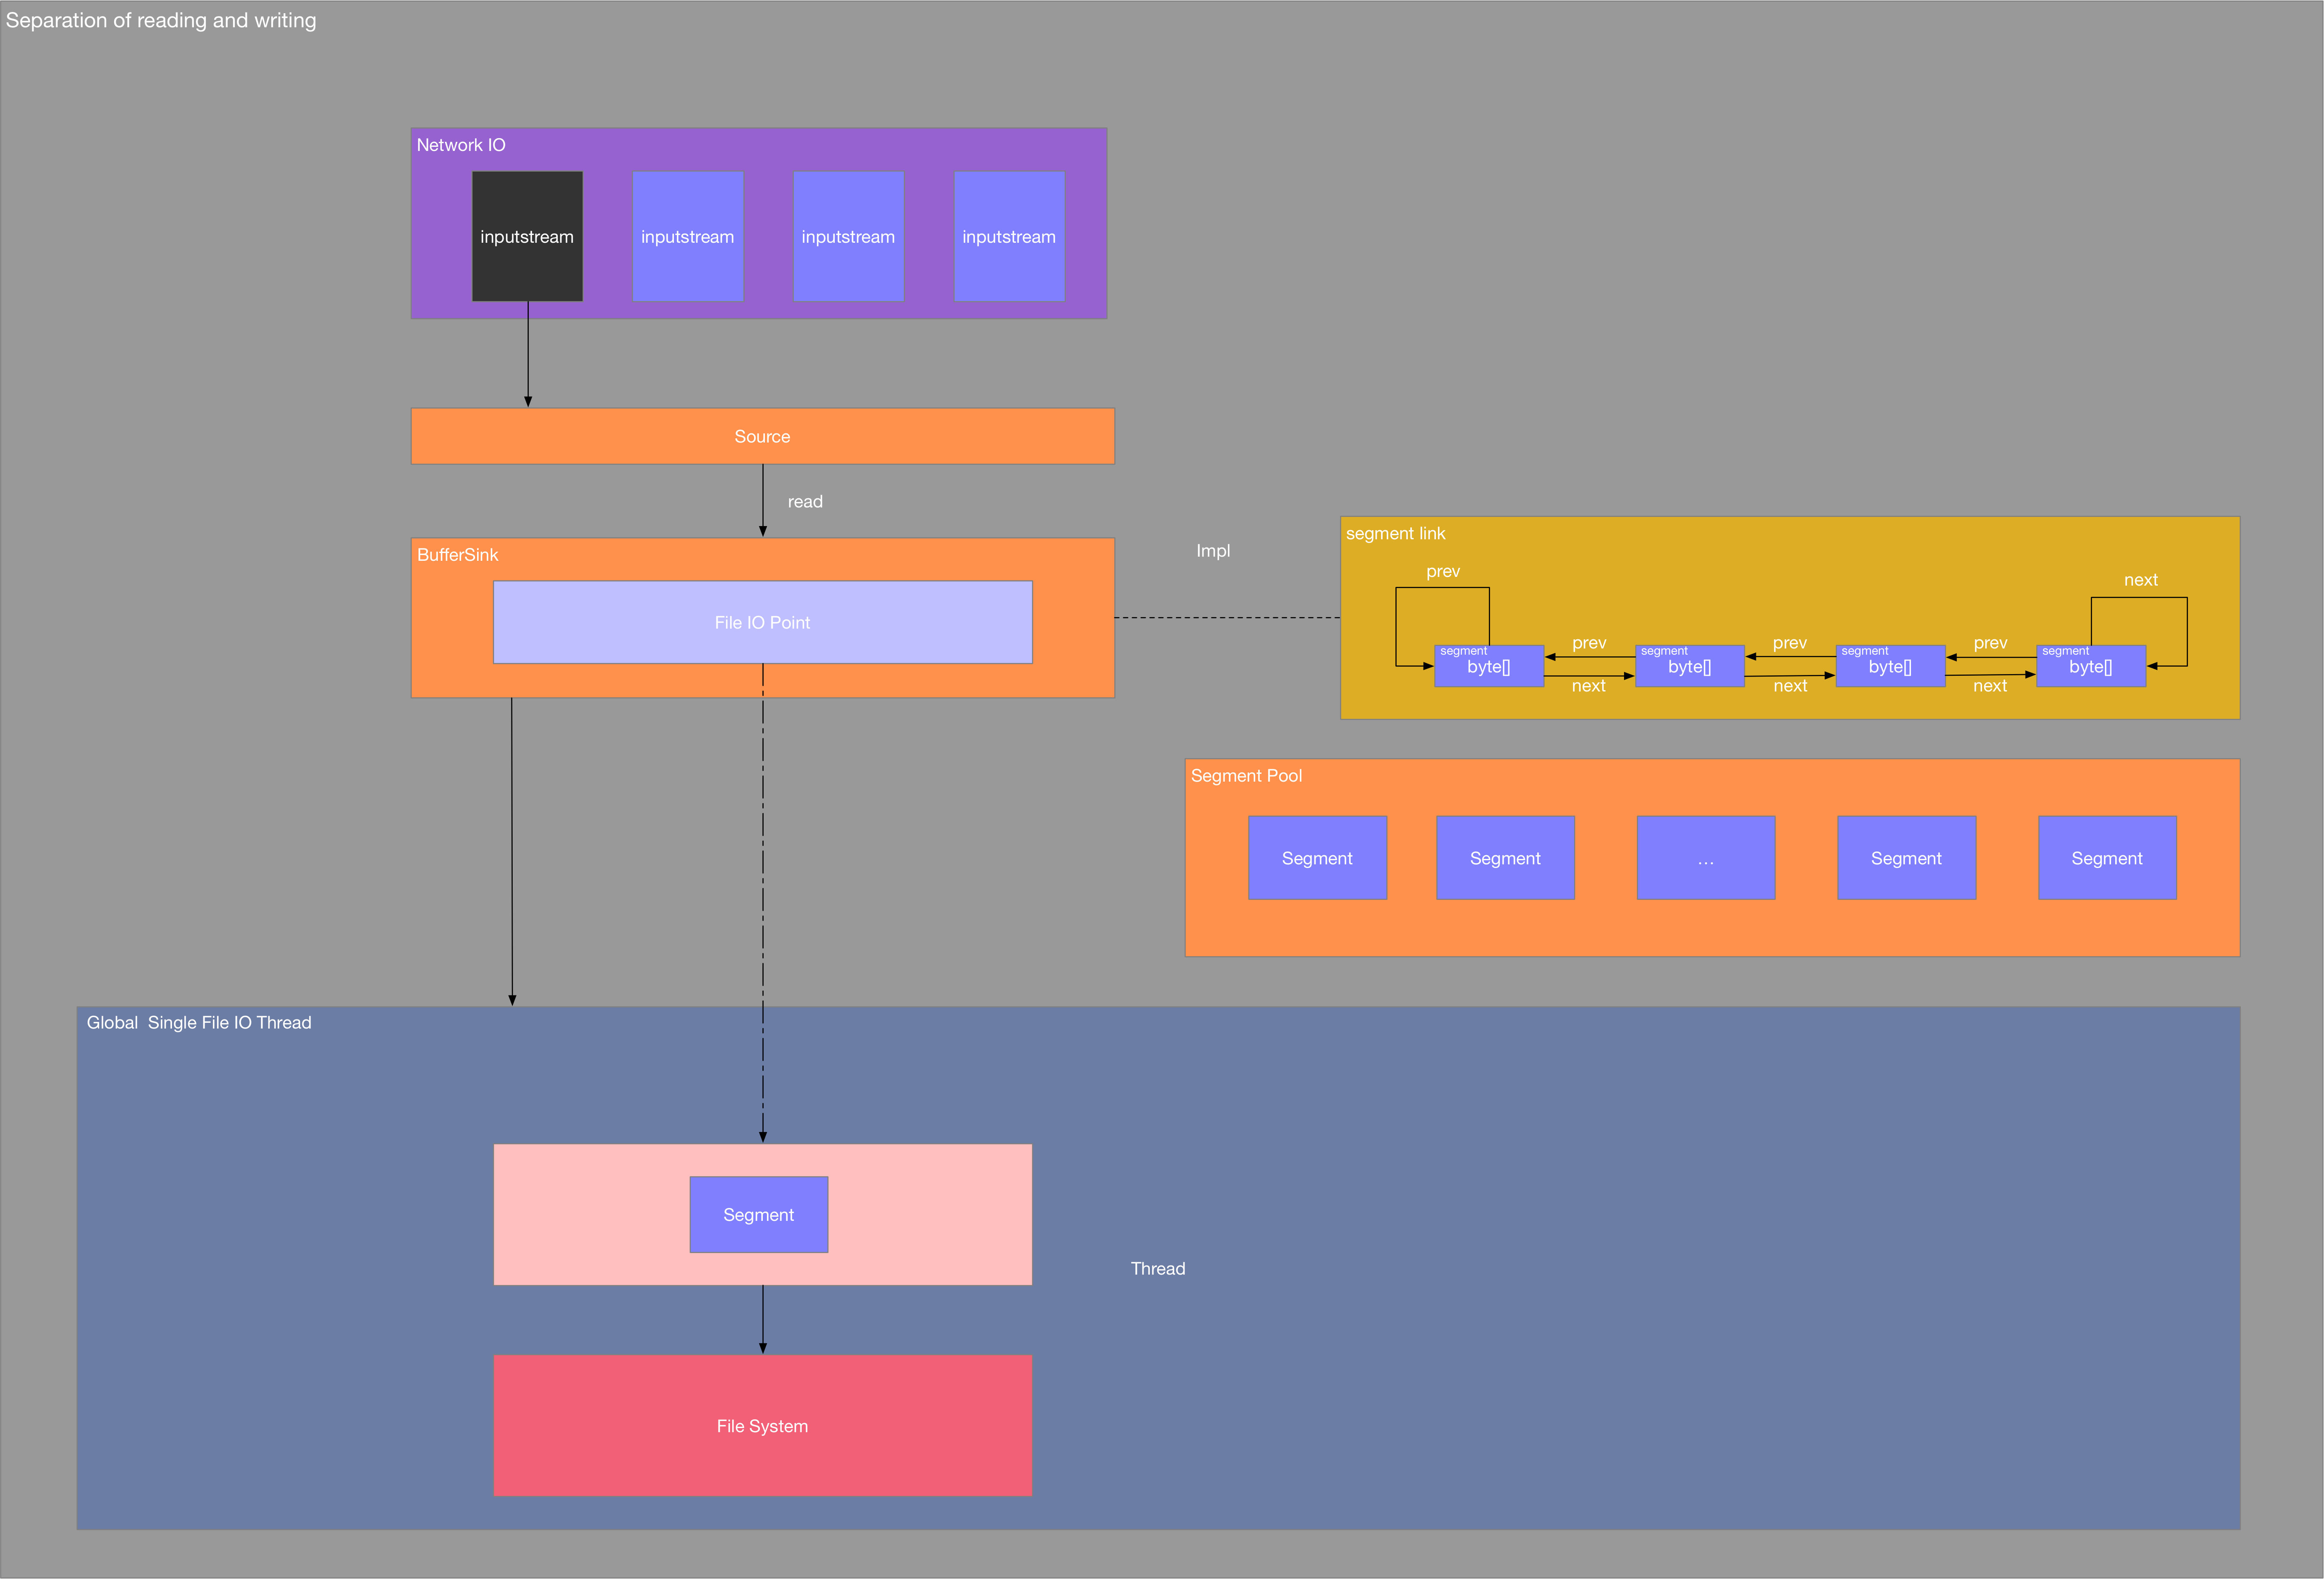 Separation of reading and writing
Network IO
inputstream
inputstream
inputstream
inputstream
Source
read
BufferSink
File IO Point
Impl
segment link
prev
next
prev
prev
prev
segment
byte[]
segment
byte[]
segment
byte[]
segment
byte[]
next
next
next
Segment Pool
Segment
Segment
...
Segment
Segment
Global  Single File IO Thread
Segment
Thread
File System